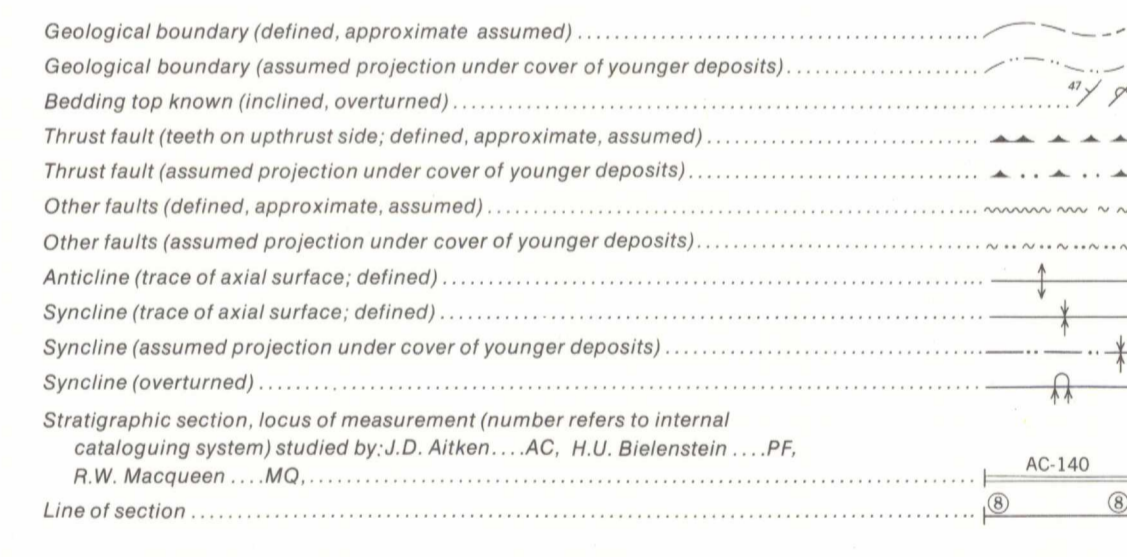 Geological boundary (defined, approximate assumed)
Geological boundary (assumed projection under cover of younger deposits)
Bedding top known (inclined, overturned) 47
Thrust fault (teeth on upthrust side; defined, approximate, assumed)
Thrust fault (assumed projection under cover of younger deposits)
Other faults (defined, approximate, assumed)
Other faults (assumed projection under cover of younger deposits)
Anticline (trace of axial surface; defined)
Syncline (trace of axial surface; defined)
Syncline (assumed projection under cover of younger deposits)
Syncline (overturned)
Stratigraphic section, locus of measurement (number refers to internal
cataloguing system) studied by: J.D. Aitken....AC, H.U. Bielenstein ....PF,
R.W. Macqueen ....MQ, AC-140
Line of section 8 8